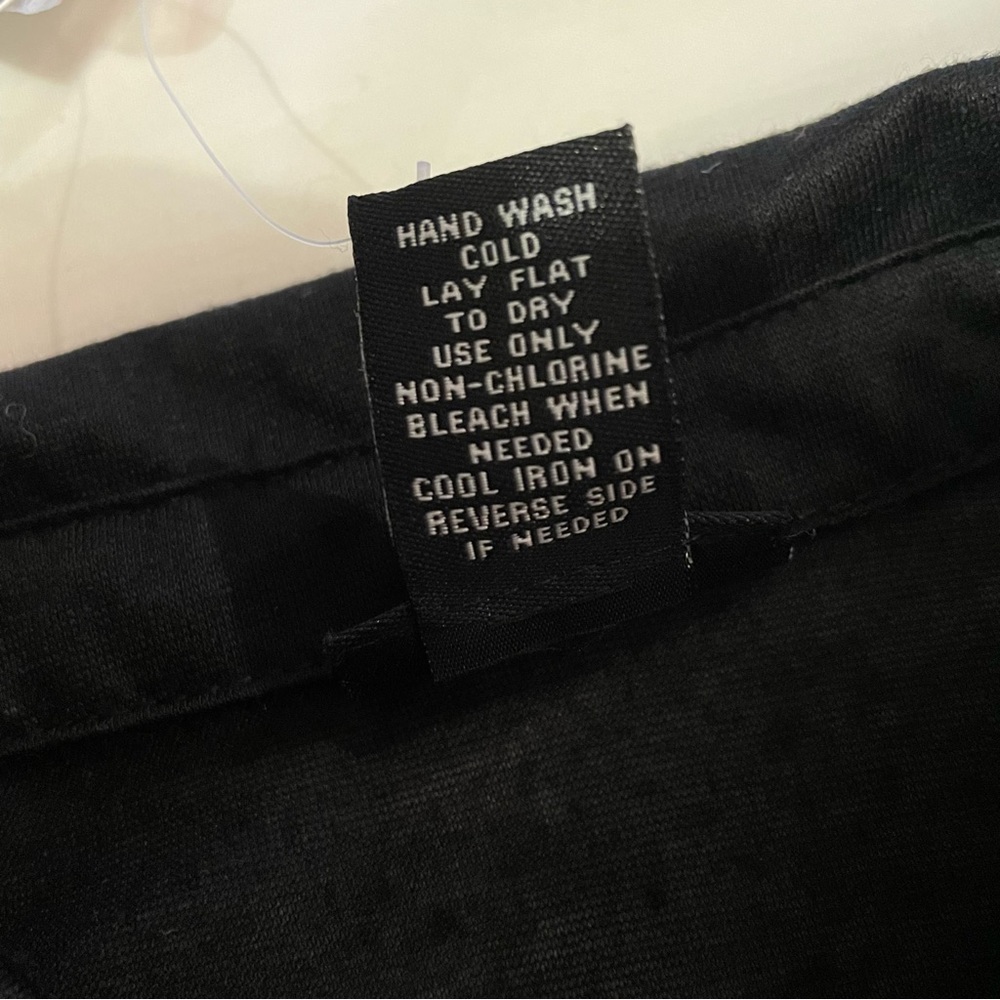 HAND WASH
COLD
LAY FLAT
TO DRY
USE ONLY
NON-CHLORINE
BLEACH WHEN
NEEDED
COOL IRON ON
REVERSE SIDE
IF NEEDED